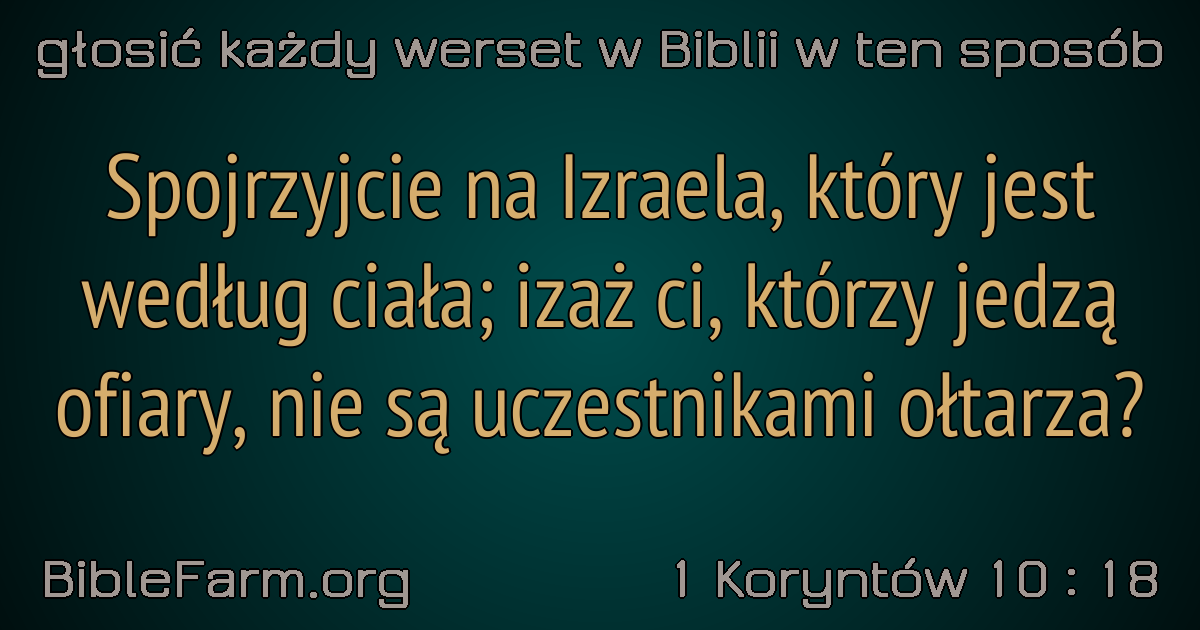 głosić każdy werset w Biblii w ten sposób
Spojrzyjcie na Izraela, który jest
według ciała; izaż ci, którzy jedzą
ofiary, nie są uczestnikami ołtarza?
BibleFarm.org
1 Koryntów 10 : 18